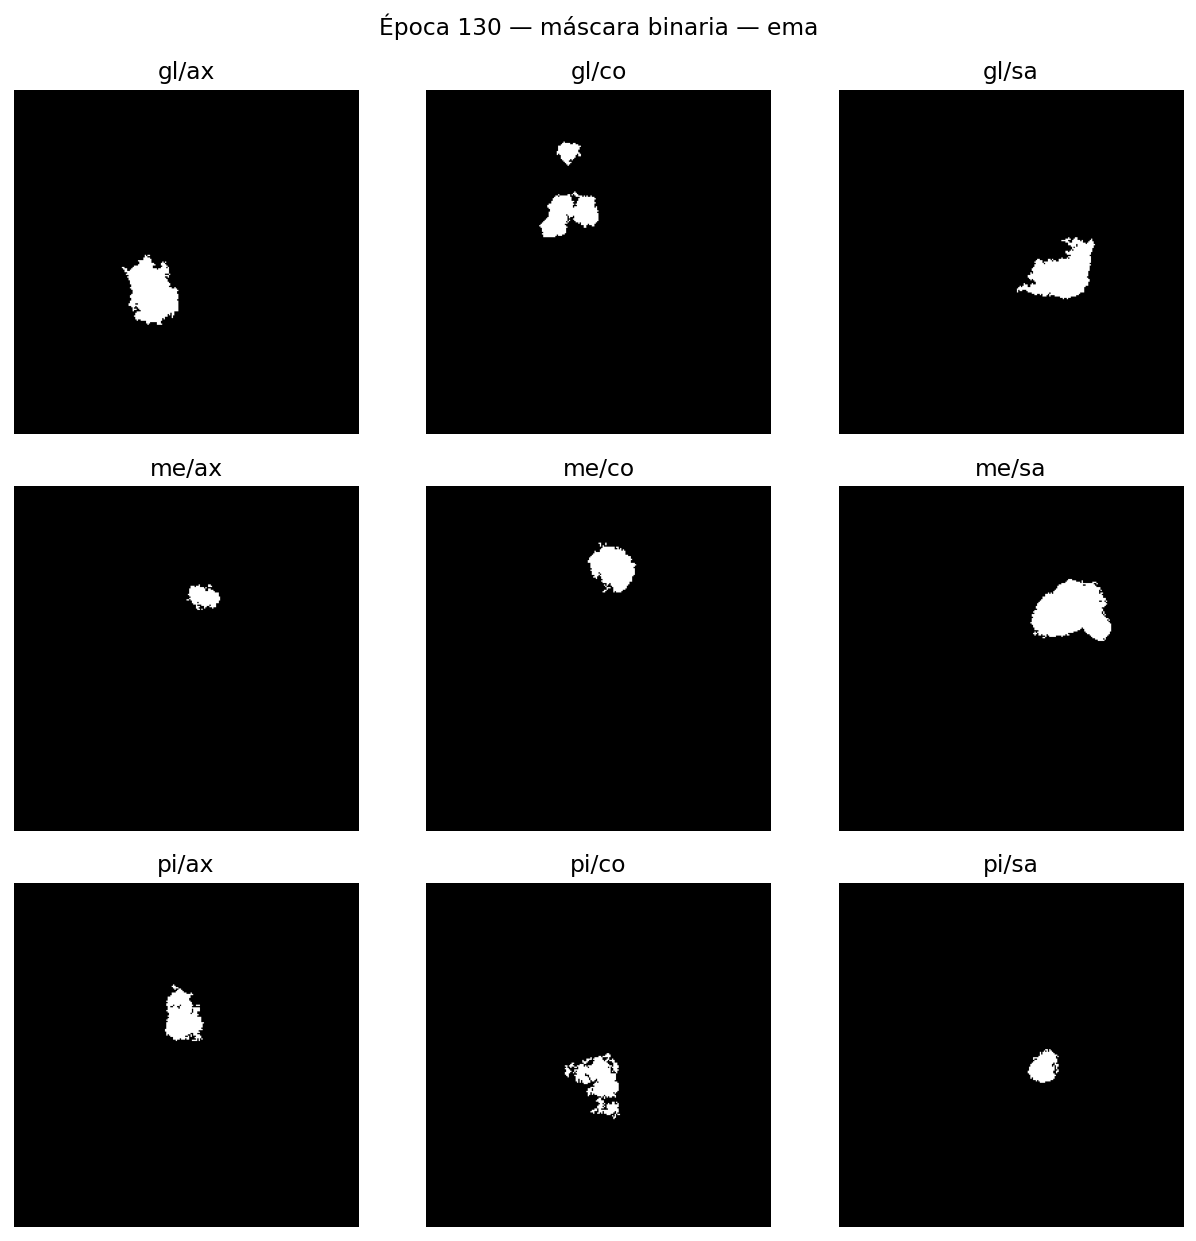 Época 130 — máscara binaria — ema
gl/ax
gl/co
gl/sa
me/ax
me/co
me/sa
pi/ax
pi/co
pi/sa